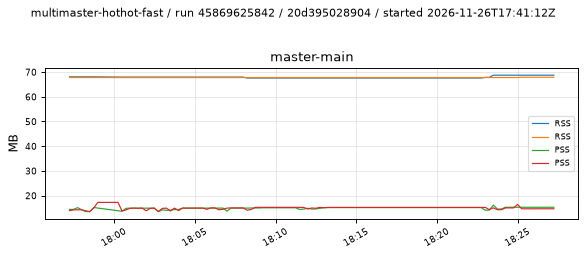 multimaster-hothot-fast / run 45869625842 / 20d395028904 / started 2026-11-26T17:41:12Z
master-main
MB
70
60
50
40
30
20
RSS
RSS
PSS
PSS
18:00
18:05
18:10
18:15
18:20
18:25